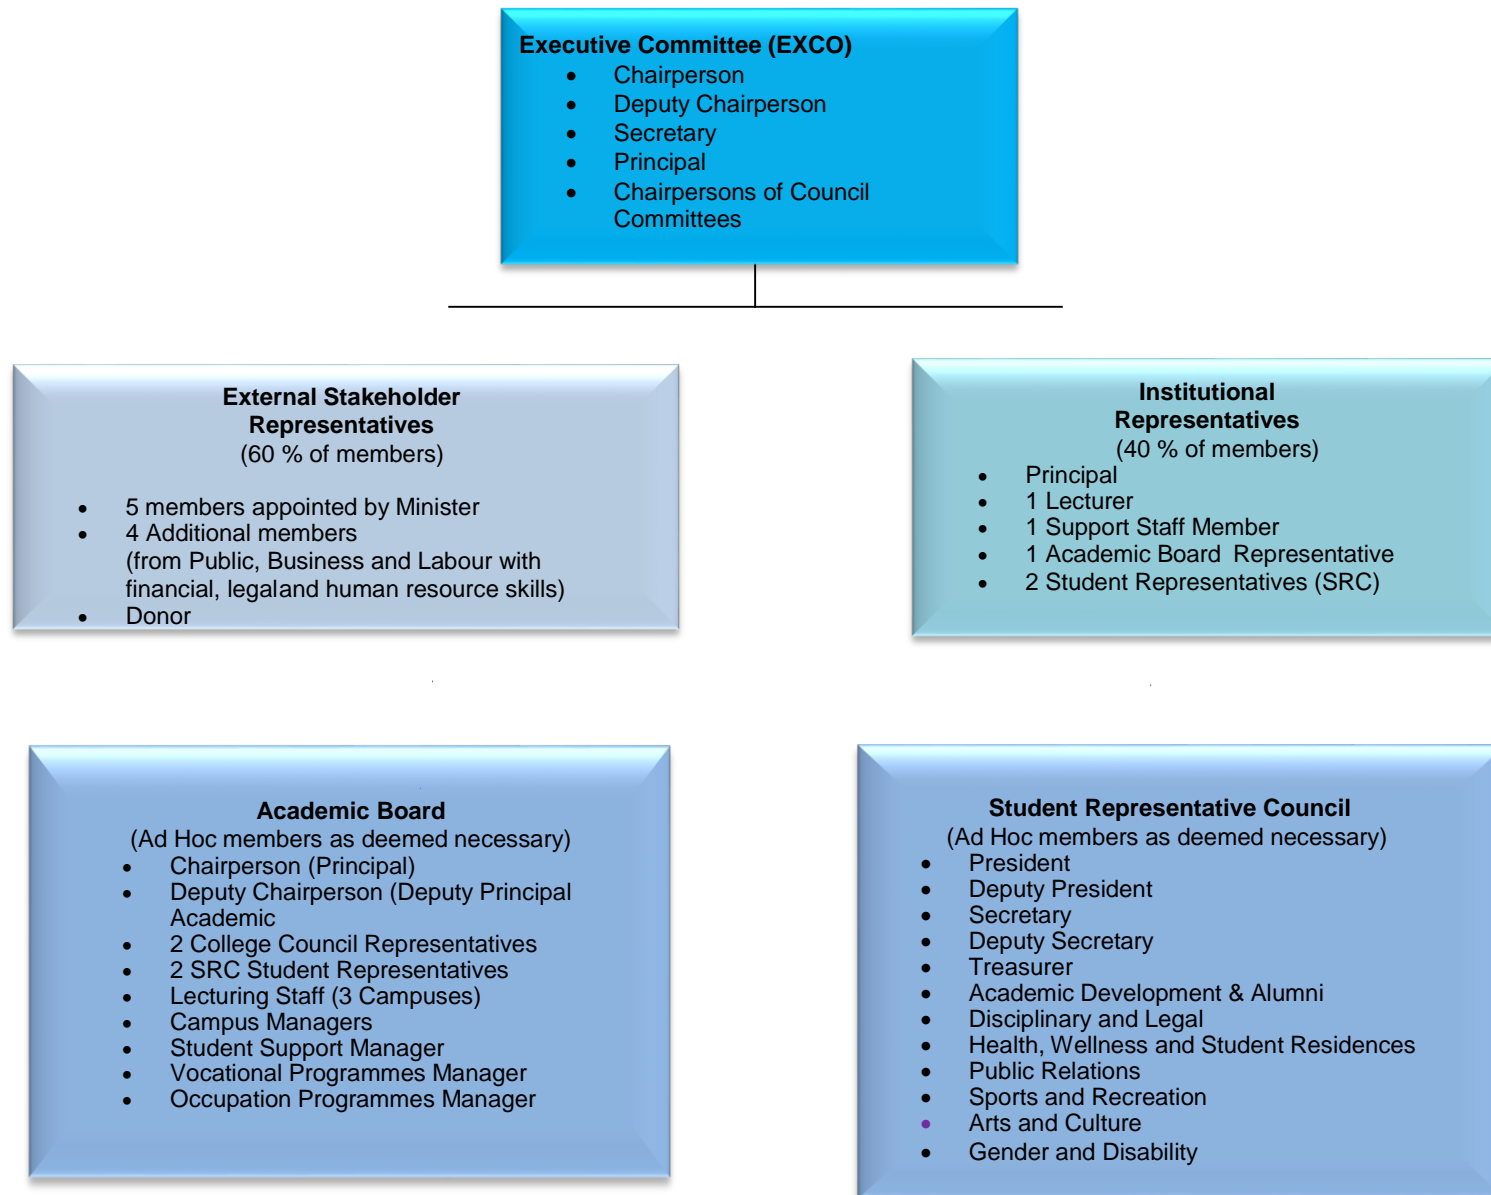 Executive Committee (EXCO)
• Chairperson
• Deputy Chairperson
• Secretary
• Principal
• Chairpersons of Council
Committees
External Stakeholder
Representatives
(60 % of members)
• 5 members appointed by Minister
• 4 Additional members
(from Public, Business and Labour with
financial, legaland human resource skills)
• Donor
Institutional
Representatives
(40 % of members)
• Principal
• 1 Lecturer
• 1 Support Staff Member
• 1 Academic Board  Representative
• 2 Student Representatives (SRC)
Academic Board
(Ad Hoc members as deemed necessary)
• Chairperson (Principal)
• Deputy Chairperson (Deputy Principal
Academic
• 2 College Council Representatives
• 2 SRC Student Representatives
• Lecturing Staff (3 Campuses)
• Campus Managers
• Student Support Manager
• Vocational Programmes Manager
• Occupation Programmes Manager
Student Representative Council
(Ad Hoc members as deemed necessary)
• President
• Deputy President
• Secretary
• Deputy Secretary
• Treasurer
• Academic Development & Alumni
• Disciplinary and Legal
• Health, Wellness and Student Residences
• Public Relations
• Sports and Recreation
• Arts and Culture
• Gender and Disability